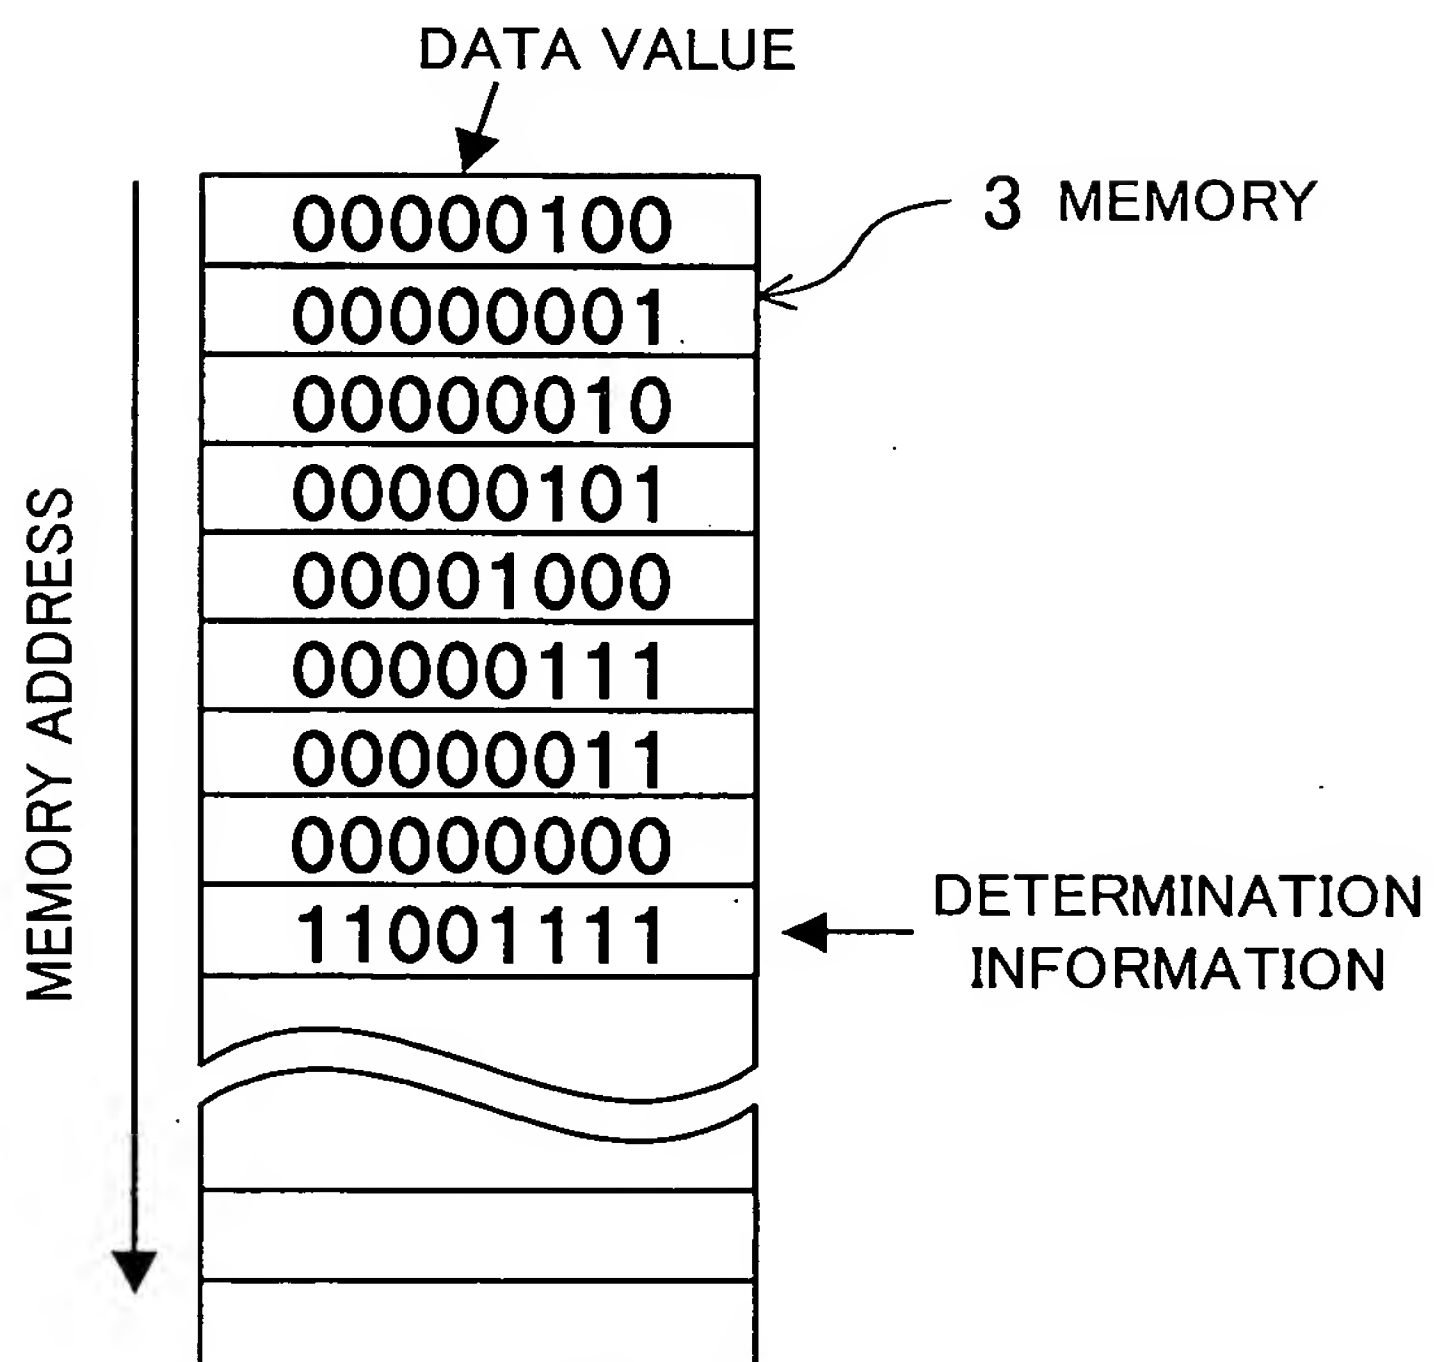 DATA VALUE
3 MEMORY
00000100
00000001
00000010
00000101
00001000
00000111
00000011
00000000
11001111
MEMORY ADDRESS
DETERMINATION
INFORMATION